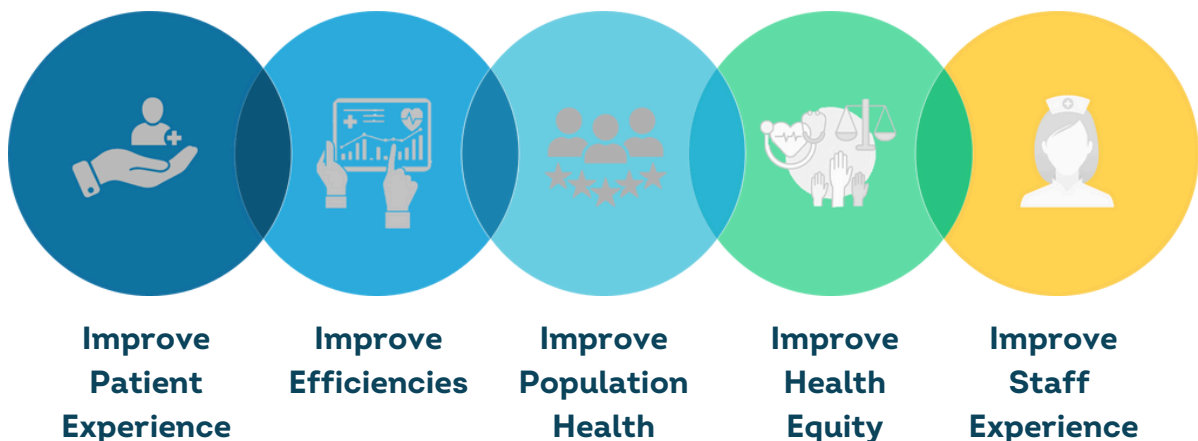 Improve
Patient
Experience
Improve
Efficiencies
Improve
Population
Health
Improve
Health
Equity
Improve
Staff
Experience